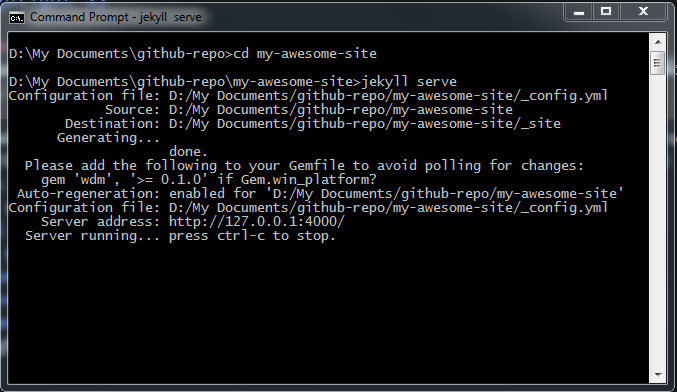 Command Prompt - jekyll  serve
D:\My Documents\github-repo>cd my-awesome-site
D:\My Documents\github-repo\my-awesome-site>jekyll serve
Configuration file: D:/My Documents/github-repo/my-awesome-site/_config.yml
            Source: D:/My Documents/github-repo/my-awesome-site
       Destination: D:/My Documents/github-repo/my-awesome-site/_site
      Generating...
                    done.
  Please add the following to your Gemfile to avoid polling for changes:
    gem 'wdm', '>= 0.1.0' if Gem.win_platform?
 Auto-regeneration: enabled for 'D:/My Documents/github-repo/my-awesome-site'
Configuration file: D:/My Documents/github-repo/my-awesome-site/_config.yml
    Server address: http://127.0.0.1:4000/
  Server running... press ctrl-c to stop.